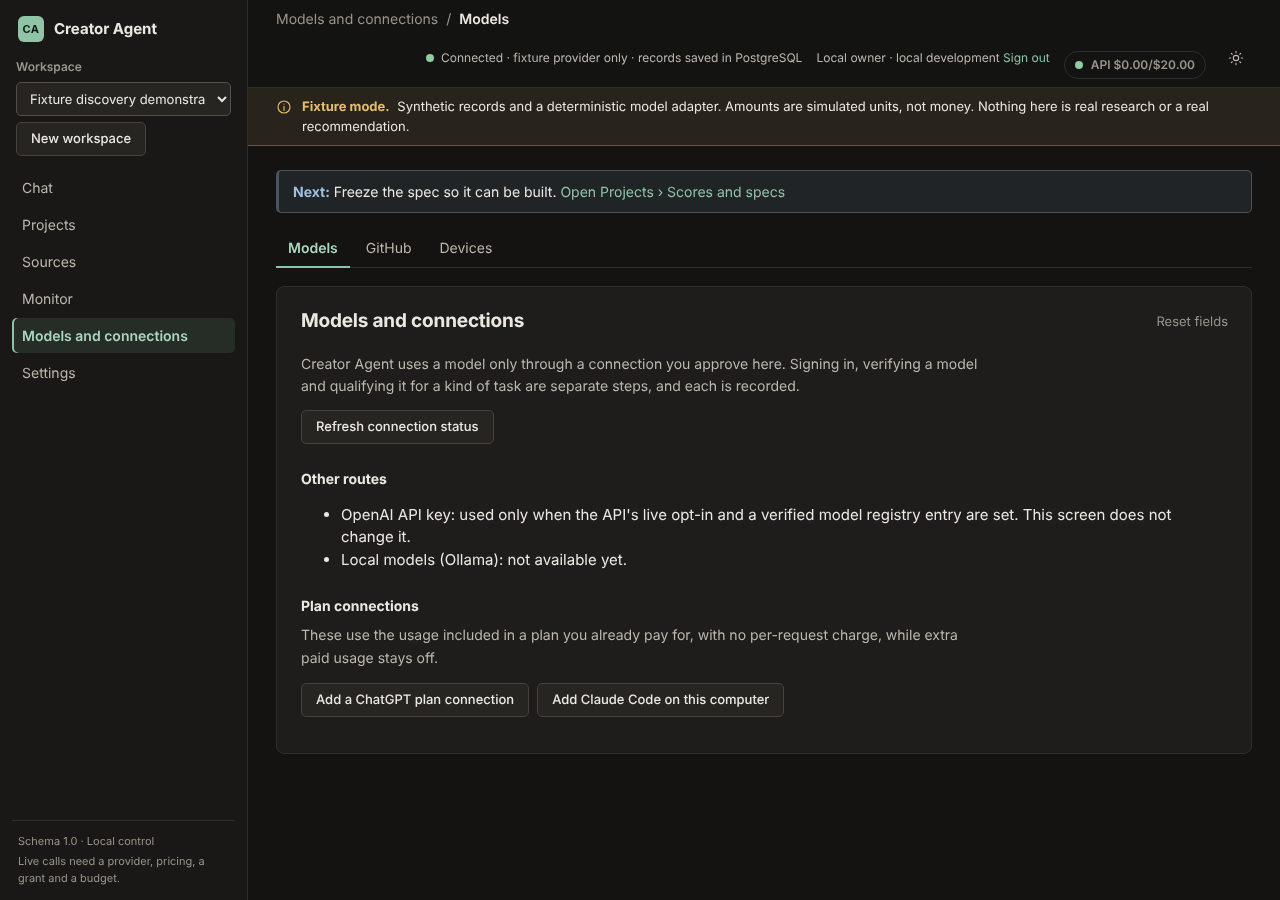 CA Creator Agent
Workspace
Fixture discovery demonstra
New workspace
Chat
Projects
Sources
Monitor
Models and connections
Settings
Schema 1.0 · Local control
Live calls need a provider, pricing, a
grant and a budget.
Models and connections / Models
Connected · fixture provider only · records saved in PostgreSQL Local owner · local development Sign out API $0.00/$20.00
Fixture mode. Synthetic records and a deterministic model adapter. Amounts are simulated units, not money. Nothing here is real research or a real
recommendation.
Next: Freeze the spec so it can be built. Open Projects › Scores and specs
Models GitHub Devices
Models and connections Reset fields
Creator Agent uses a model only through a connection you approve here. Signing in, verifying a model
and qualifying it for a kind of task are separate steps, and each is recorded.
Refresh connection status
Other routes
• OpenAI API key: used only when the API's live opt-in and a verified model registry entry are set. This screen does not
change it.
• Local models (Ollama): not available yet.
Plan connections
These use the usage included in a plan you already pay for, with no per-request charge, while extra
paid usage stays off.
Add a ChatGPT plan connection Add Claude Code on this computer